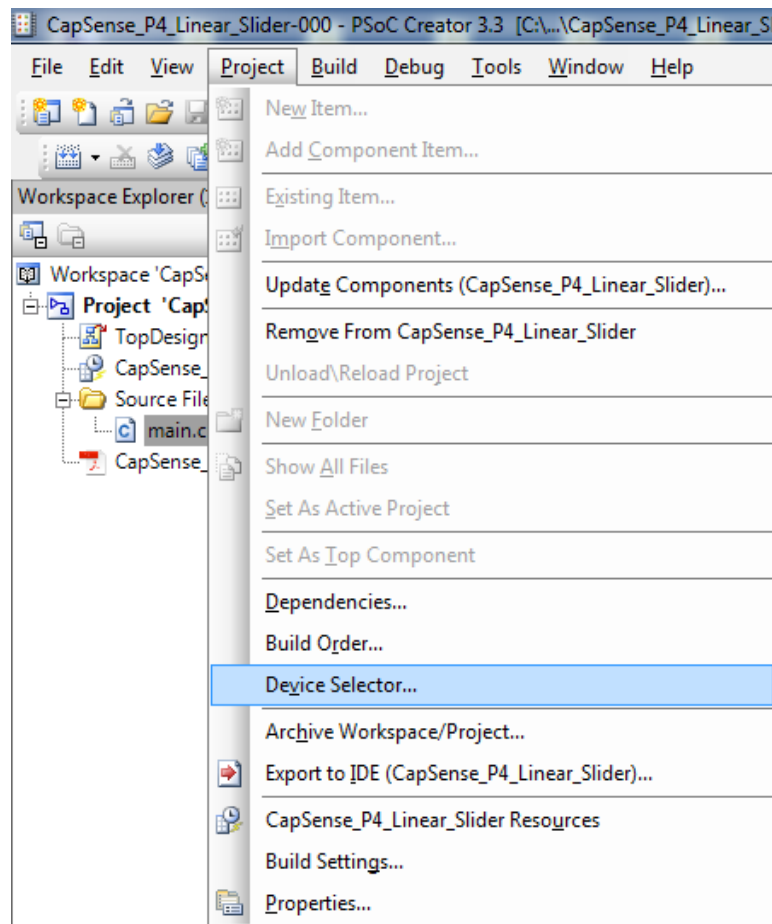 CapSense_P4_Linear_Slider-000 - PSoC Creator 3.3 [C:\...\CapSense_P4_Linear_S
File Edit View Project Build Debug Tools Window Help
New Item...
Add Component Item...
Workspace Explorer (
Existing Item...
Import Component...
Workspace 'CapS
Update Components (CapSense_P4_Linear_Slider)...
Project 'Cap
TopDesign
Remove From CapSense_P4_Linear_Slider
CapSense_
Unload\Reload Project
Source File
New Folder
main.c
CapSense_
Show All Files
Set As Active Project
Set As Top Component
Dependencies...
Build Order...
Device Selector...
Archive Workspace/Project...
Export to IDE (CapSense_P4_Linear_Slider)...
CapSense_P4_Linear_Slider Resources
Build Settings...
Properties...